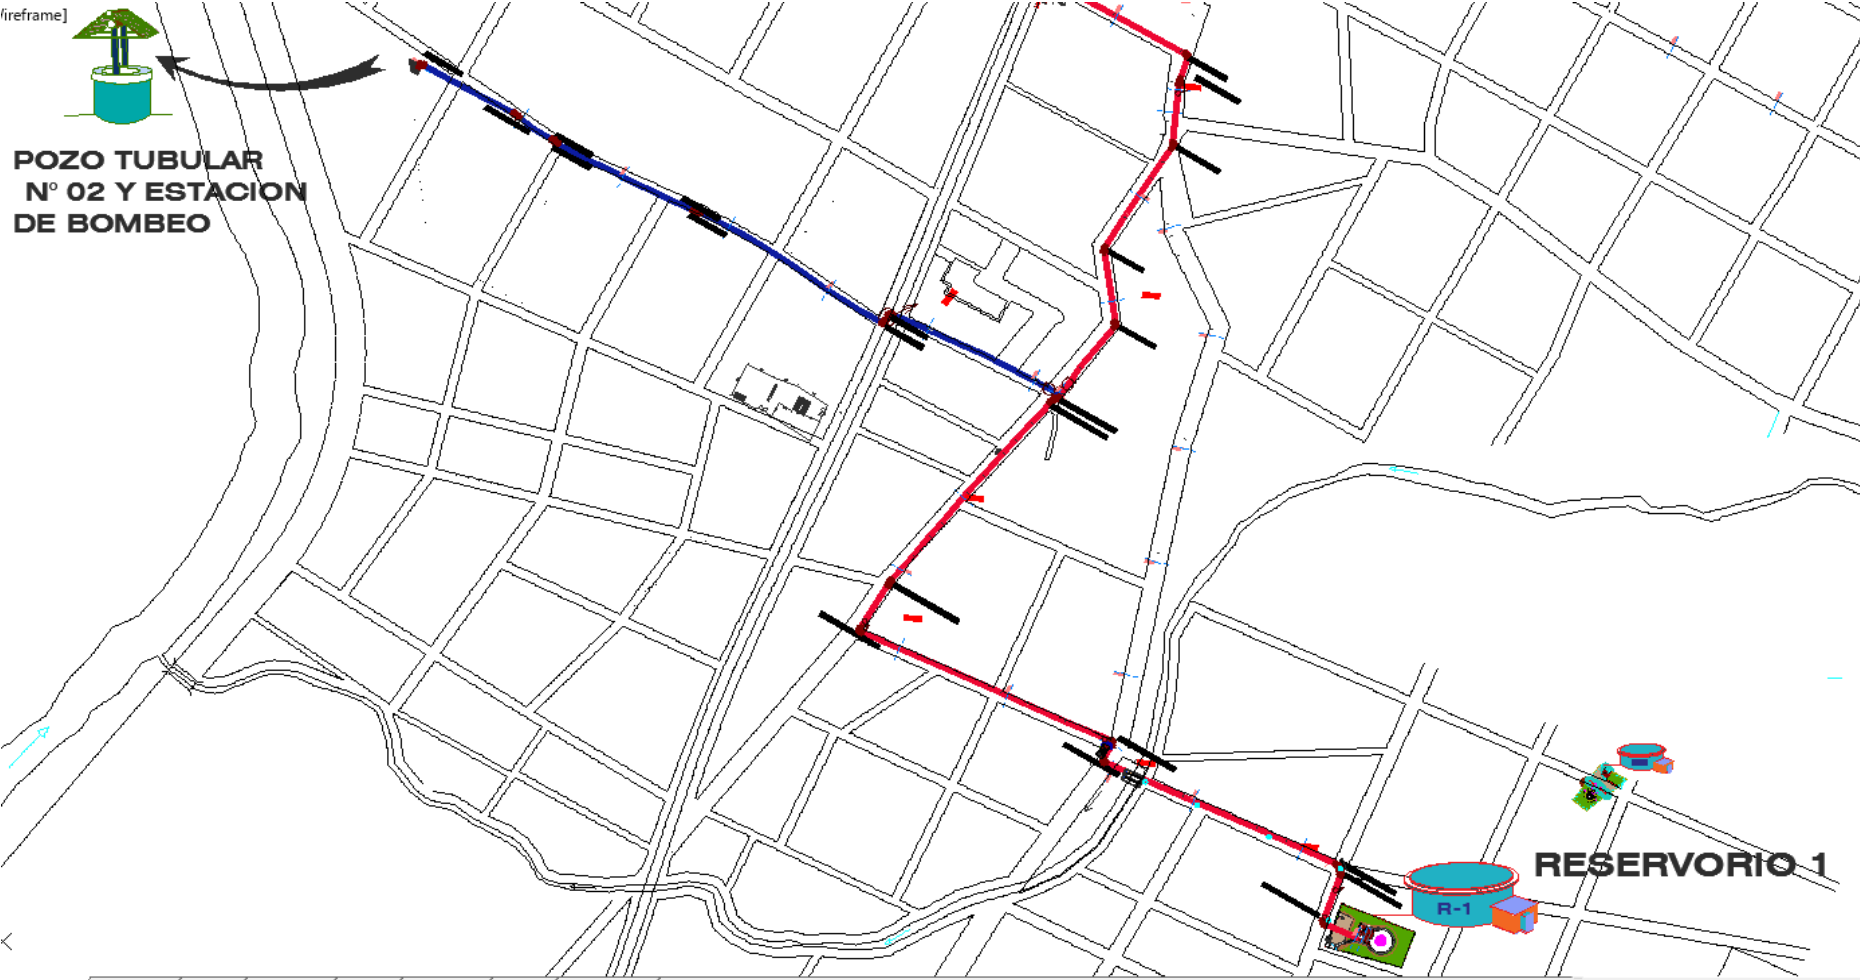 ireframe]
POZO TUBULAR
N° 02 Y ESTACION
DE BOMBEO
RESERVORIO 1
R-1